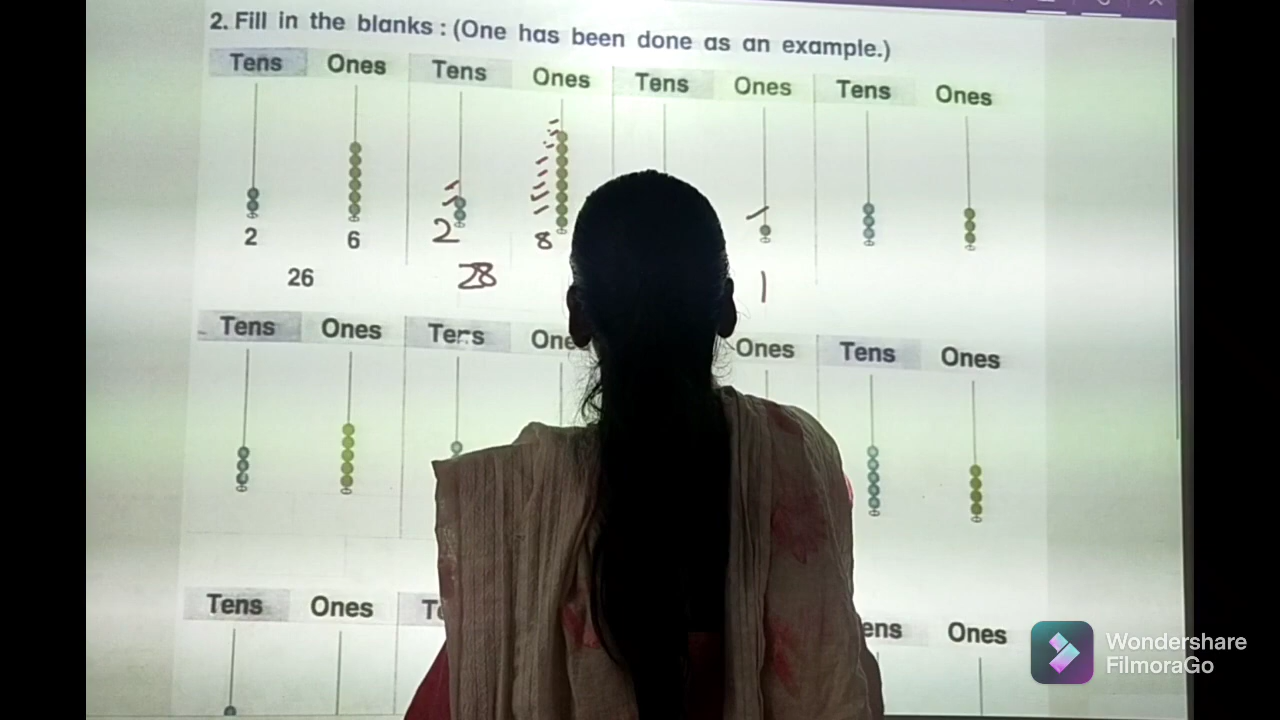 2. Fill in the blanks : (One has been done as an example.)
Tens Ones Tens Ones Tens Ones Tens Ones
2 6 2 8 1
26 28
Tens Ones Tens Ones Tens Ones
Tens Ones Ones
Wondershare
FilmoraGo